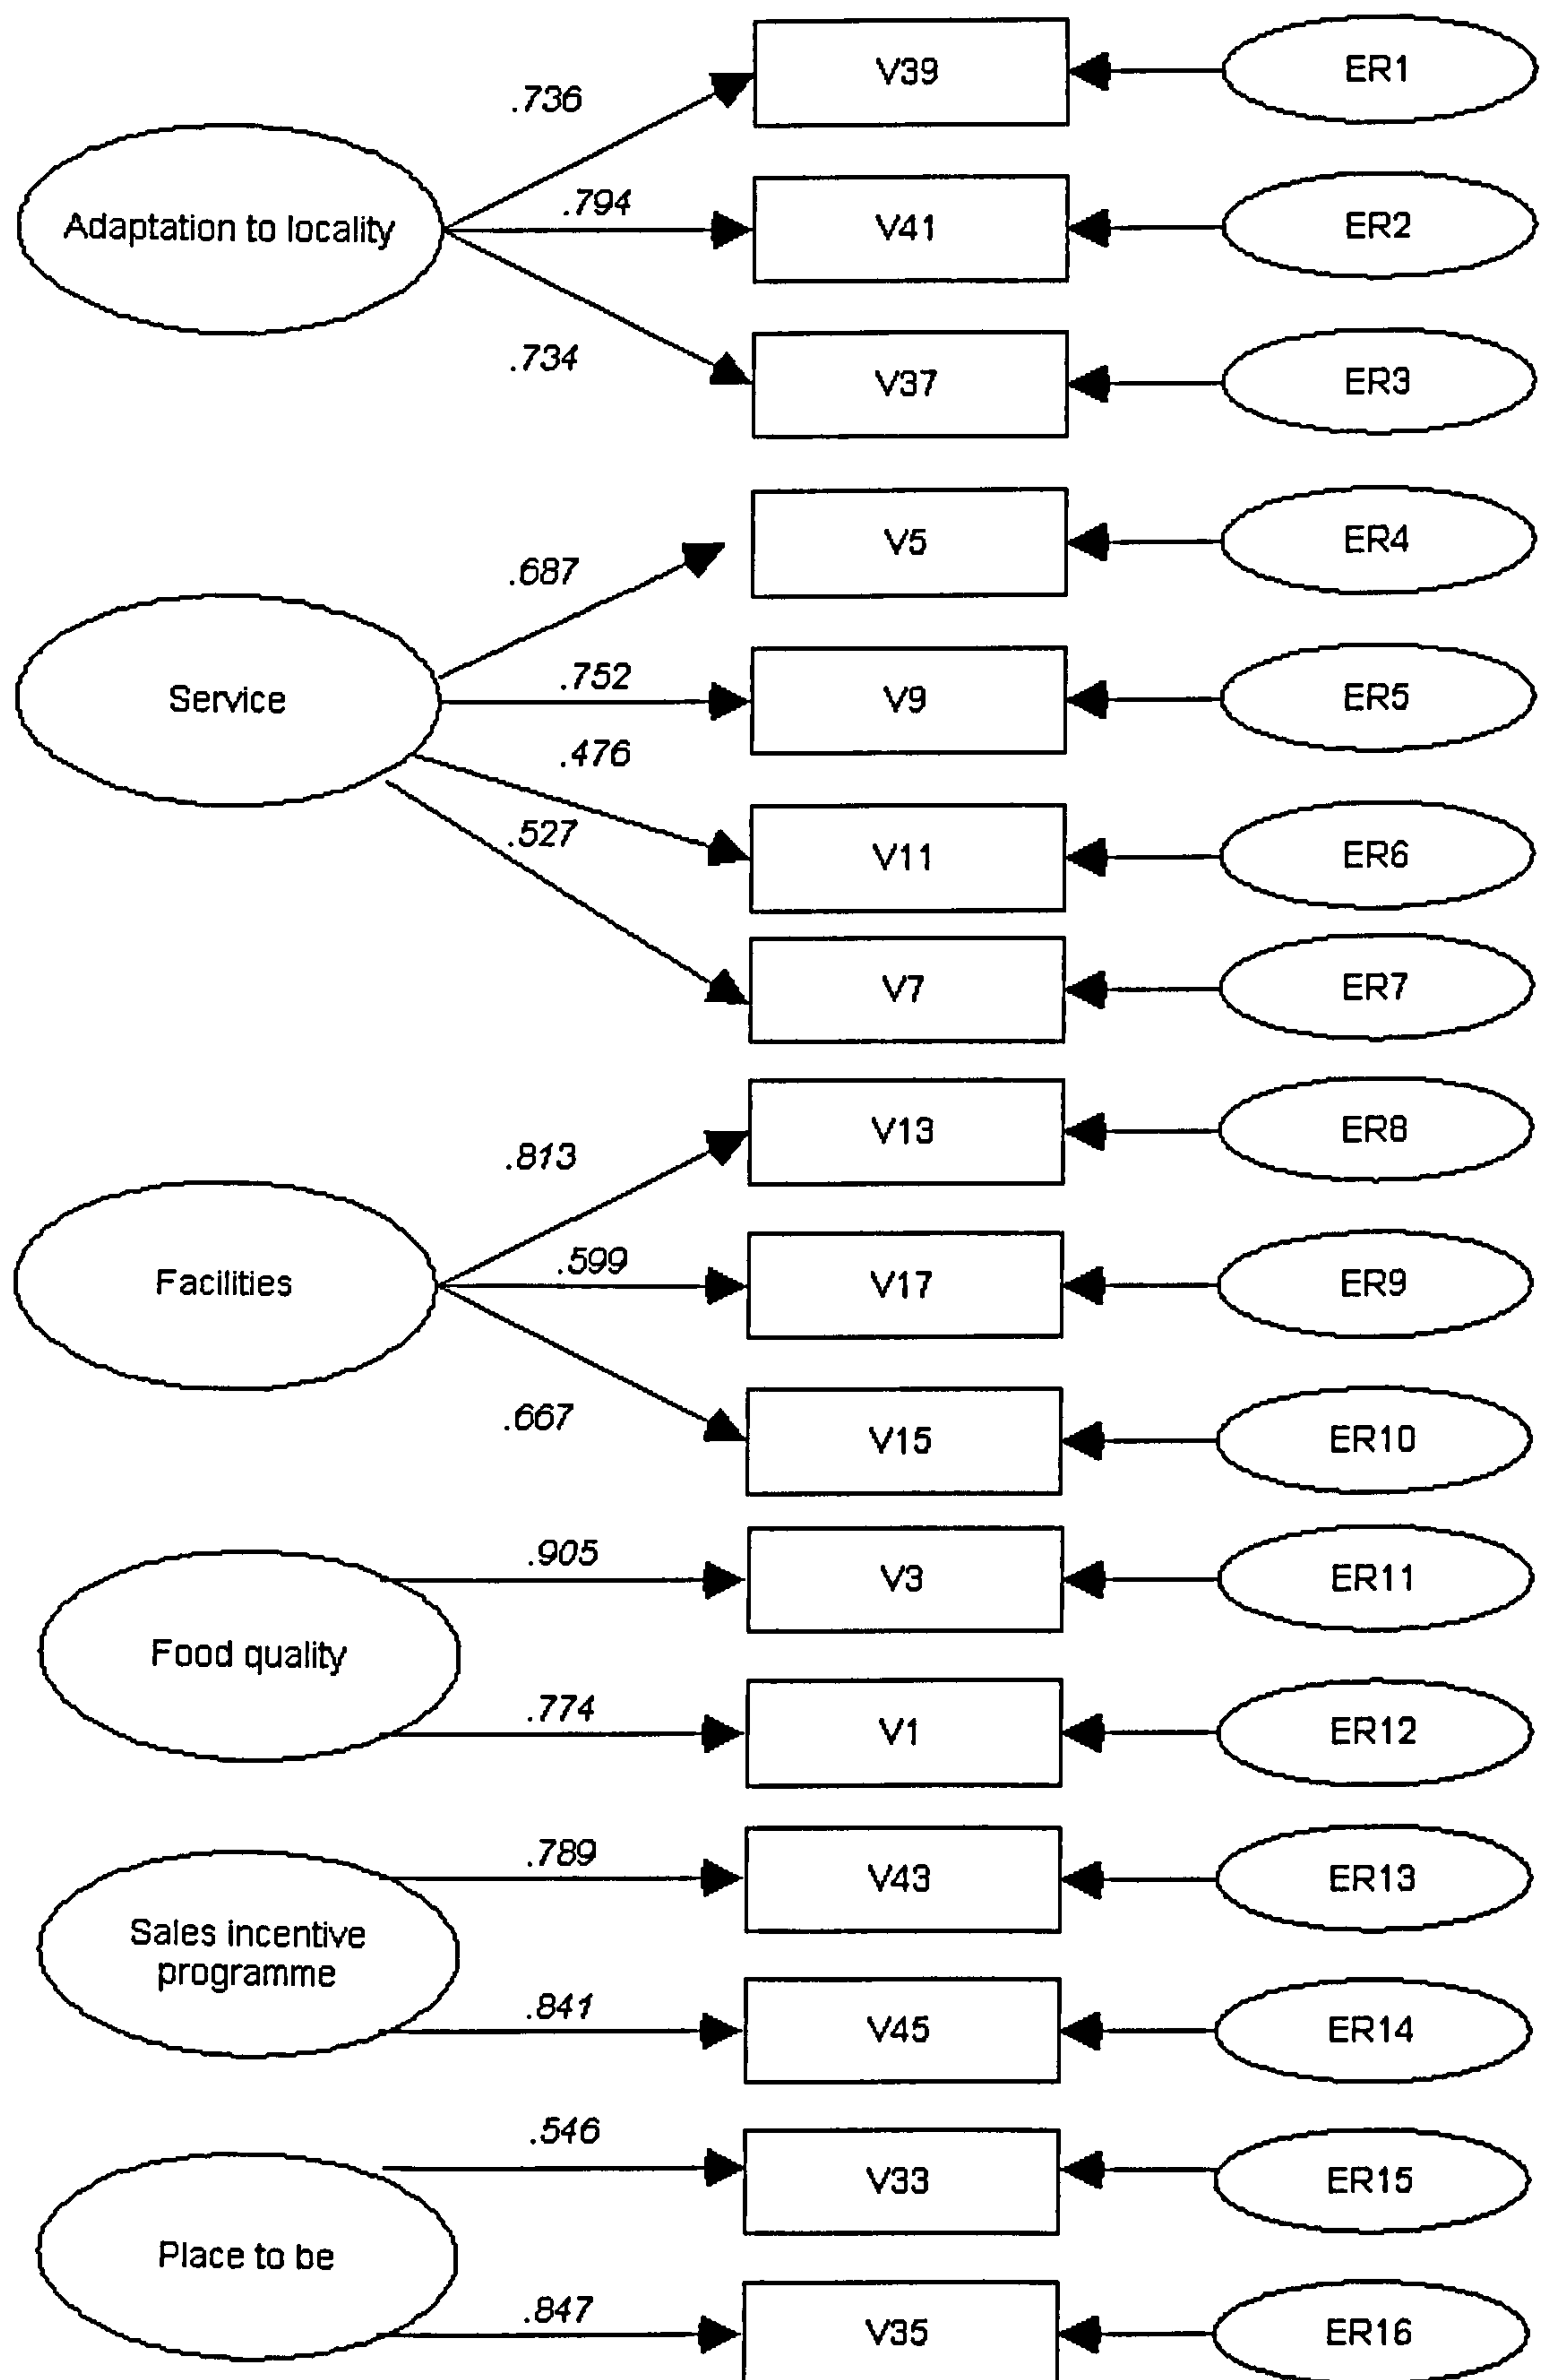 V39
ER1
.736
Adaptation to locality
.794
V41
ER2
.734
V37
ER3
V5
ER4
.687
Service
.752
V9
ER5
.476
.527
V11
ER6
V7
ER7
V13
ER8
.813
Facilities
.599
V17
ER9
.667
V15
ER10
.905
V3
ER11
Food quality
.774
V1
ER12
.789
V43
ER13
Sales incentive
programme
.841
V45
ER14
.546
V33
ER15
Place to be
.847
V35
ER16